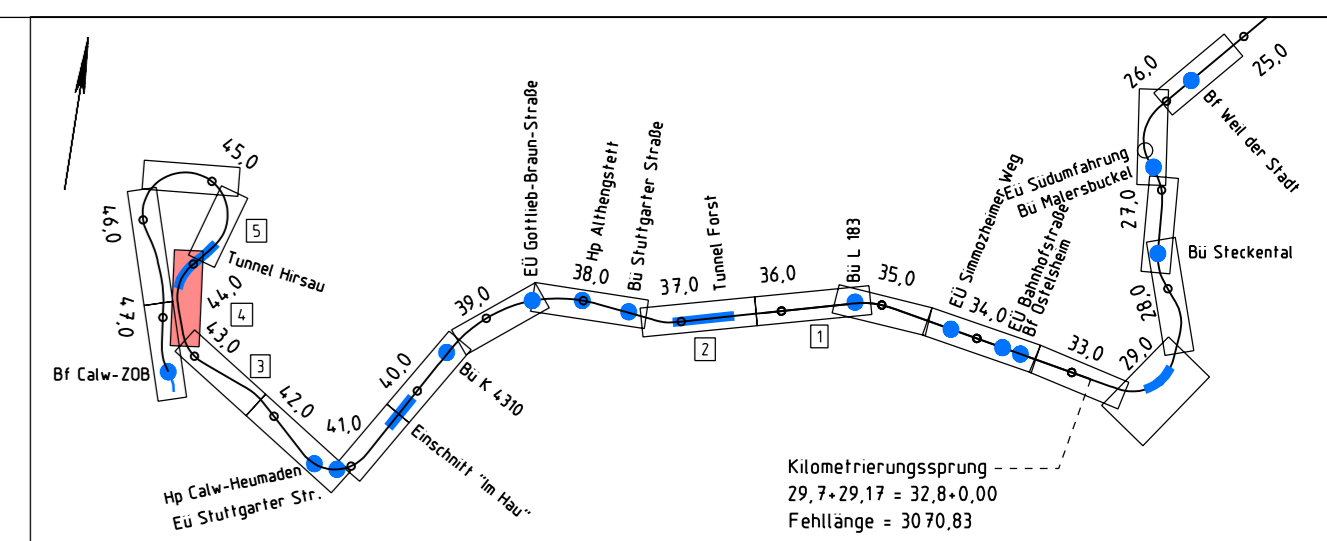 45,0
46,0
47,0
5
Tunnel Hirsau
44,0
4
43,0
3
Bf Calw-ZOB
42,0
41,0
Hp Calw-Heumaden
EÜ Stuttgarter Str.
40,0
Einschnitt "Im Hau"
Bü K 4310
39,0
EÜ Gottlieb-Braun-Straße
38,0
Hp Althengstett
Bü Stuttgarter Straße
37,0
Tunnel Forst
2
36,0
1
Bü L 183
35,0
EÜ Simmozheimer Weg
34,0
EÜ Bahnhofstraße
Bf Ostelsheim
33,0
29,0
28,0
Bü Steckental
27,0
EÜ Südumfahrung
Bü Malersbuckel
26,0
Bf Weil der Stadt
25,0
Kilometrierungssprung
29,7+29,17 = 32,8+0,00
Fehllänge = 3070,83